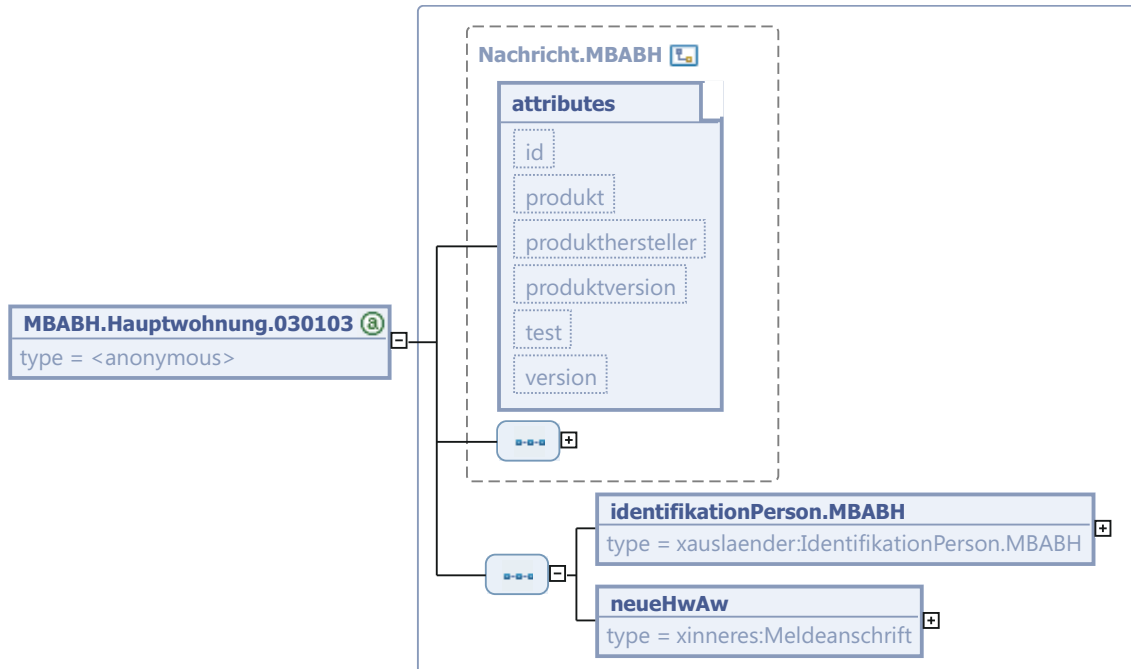 Nachricht.MBABH
attributes
id
produkt
produkthersteller
produktversion
test
version
MBABH.Hauptwohnung.030103 @
type = <anonymous>
identifikationPerson.MBABH
type = xauslaender:IdentifikationPerson.MBABH
neueHwAw
type = xinneres:Meldeanschrift